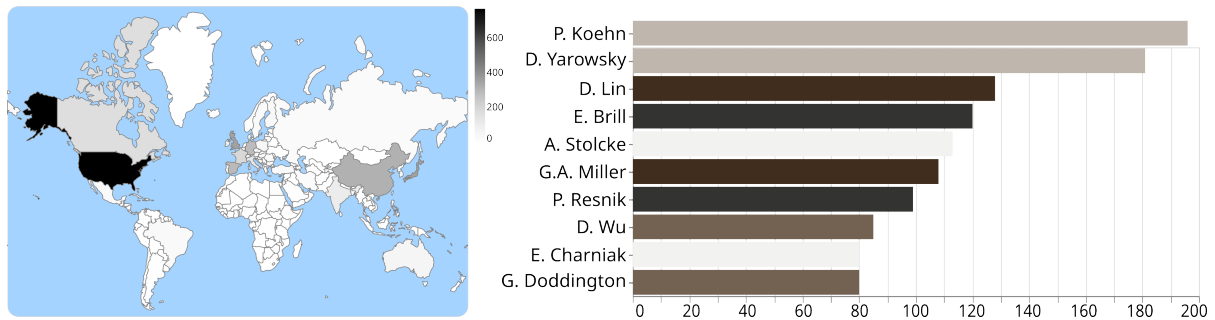 600
400
200
0
P. Koehn
D. Yarowsky
D. Lin
E. Brill
A. Stolcke
G.A. Miller
P. Resnik
D. Wu
E. Charniak
G. Doddington
0 20 40 60 80 100 120 140 160 180 200